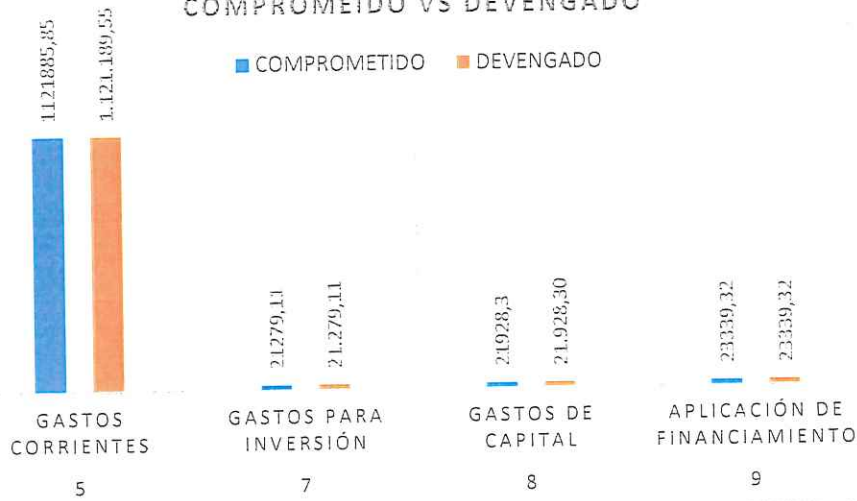 COMPROMEIDO VS DEVENGADO
COMPROMETIDO DEVENGADO
1121885,85
1.121.189,55
21279,11
21.279,11
21928,3
21.928,30
23339,32
23339,32
GASTOS CORRIENTES
GASTOS PARA INVERSIÓN
GASTOS DE CAPITAL
APLICACIÓN DE FINANCIAMIENTO
5
7
8
9